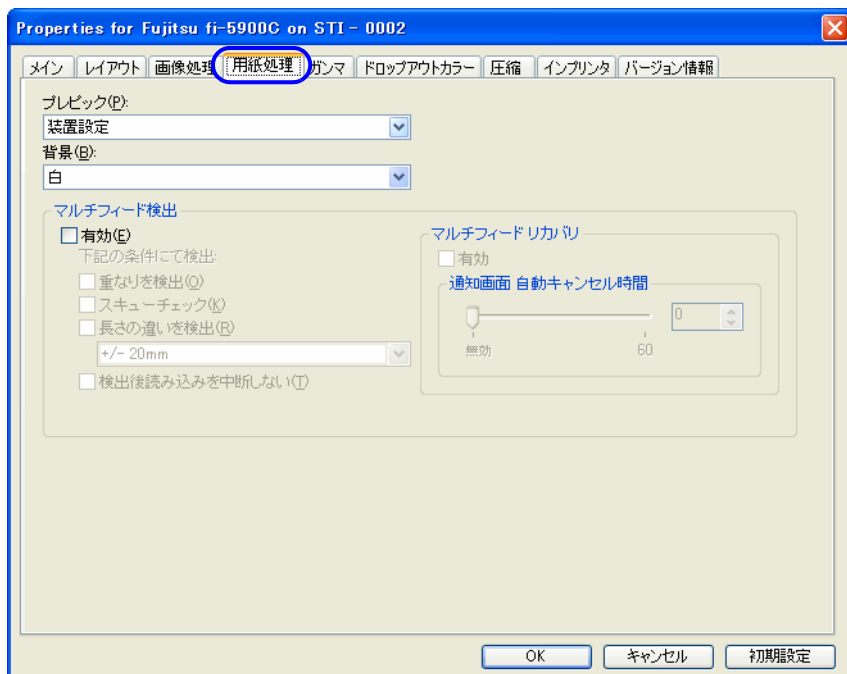 Properties for Fujitsu fi-5900C on STI - 0002
メイン レイアウト 画像処理 用紙処理 ガンマ ドロップアウトカラー 圧縮 インプリンタ バージョン情報
プレピック(P):
装置設定
背景(B):
白
マルチフィード検出
有効(E)
下記の条件にて検出:
重なりを検出(O)
スキューチェック(K)
長さの違いを検出(R)
+/- 20mm
検出後読み込みを中断しない(T)
マルチフィード リカバリ
有効
通知画面 自動キャンセル時間
0
無効 60
OK キャンセル 初期設定